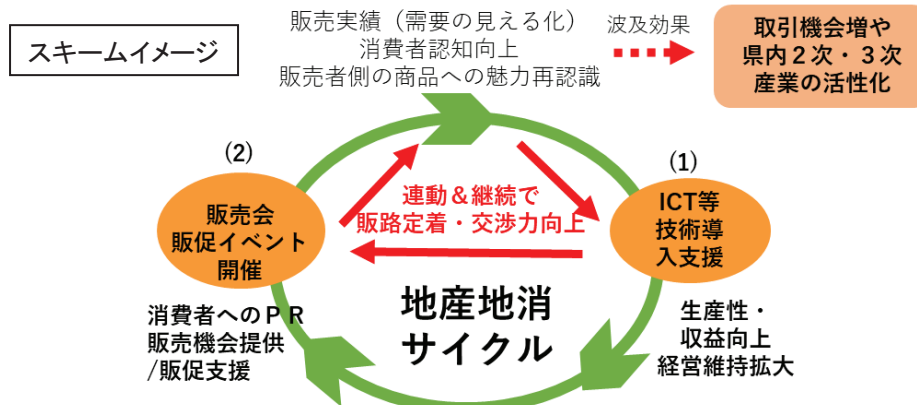 スキームイメージ
販売実績（需要の見える化）
消費者認知向上
販売者側の商品への魅力再認識
波及効果
取引機会増や
県内２次・３次
産業の活性化
(2)
販売会
販促イベント
開催
消費者へのＰＲ
販売機会提供
/販促支援
連動＆継続で
販路定着・交渉力向上
地産地消
サイクル
(1)
ICT等
技術導
入支援
生産性・
収益向上
経営維持拡大